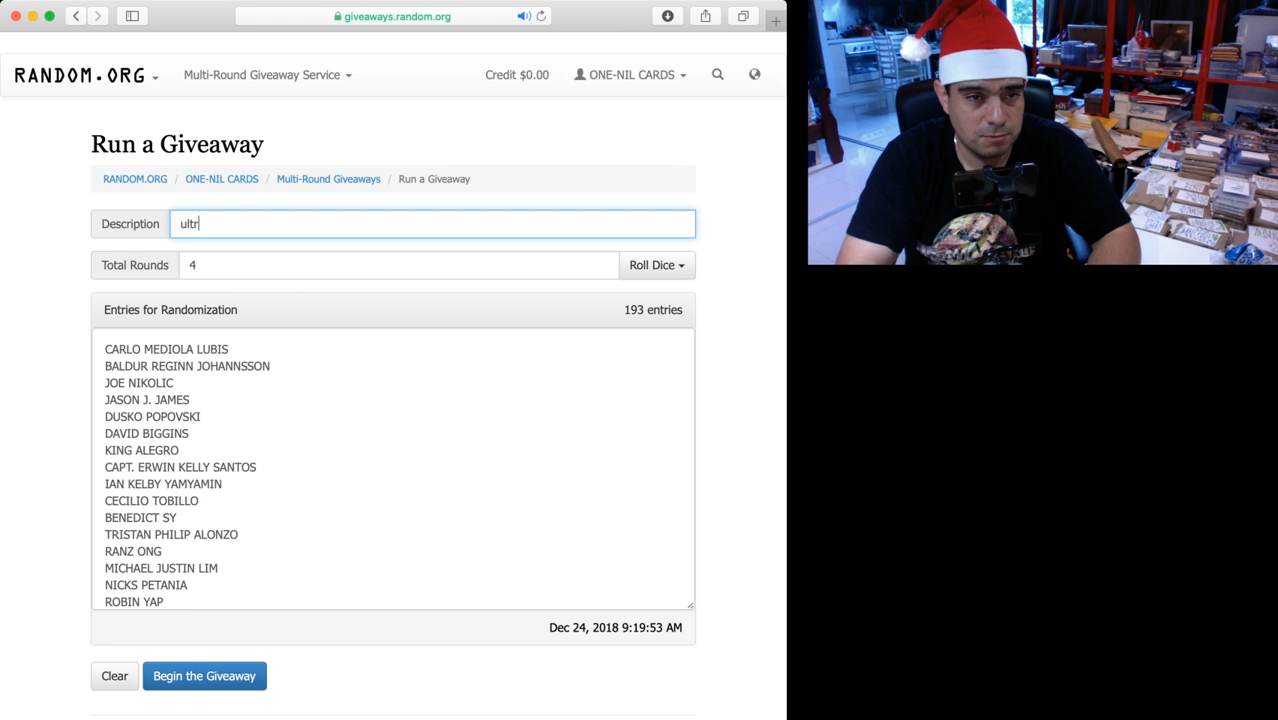 giveaways.random.org
RANDOM.ORG
Multi-Round Giveaway Service
Credit $0.00
ONE-NIL CARDS
Run a Giveaway
RANDOM.ORG / ONE-NIL CARDS / Multi-Round Giveaways / Run a Giveaway
Description
ultr
Total Rounds
4
Roll Dice
Entries for Randomization
193 entries
CARLO MEDIOLA LUBIS
BALDUR REGINN JOHANNSSON
JOE NIKOLIC
JASON J. JAMES
DUSKO POPOVSKI
DAVID BIGGINS
KING ALEGRO
CAPT. ERWIN KELLY SANTOS
IAN KELBY YAMYAMIN
CECILIO TOBILLO
BENEDICT SY
TRISTAN PHILIP ALONZO
RANZ ONG
MICHAEL JUSTIN LIM
NICKS PETANIA
ROBIN YAP
Dec 24, 2018 9:19:53 AM
Clear
Begin the Giveaway